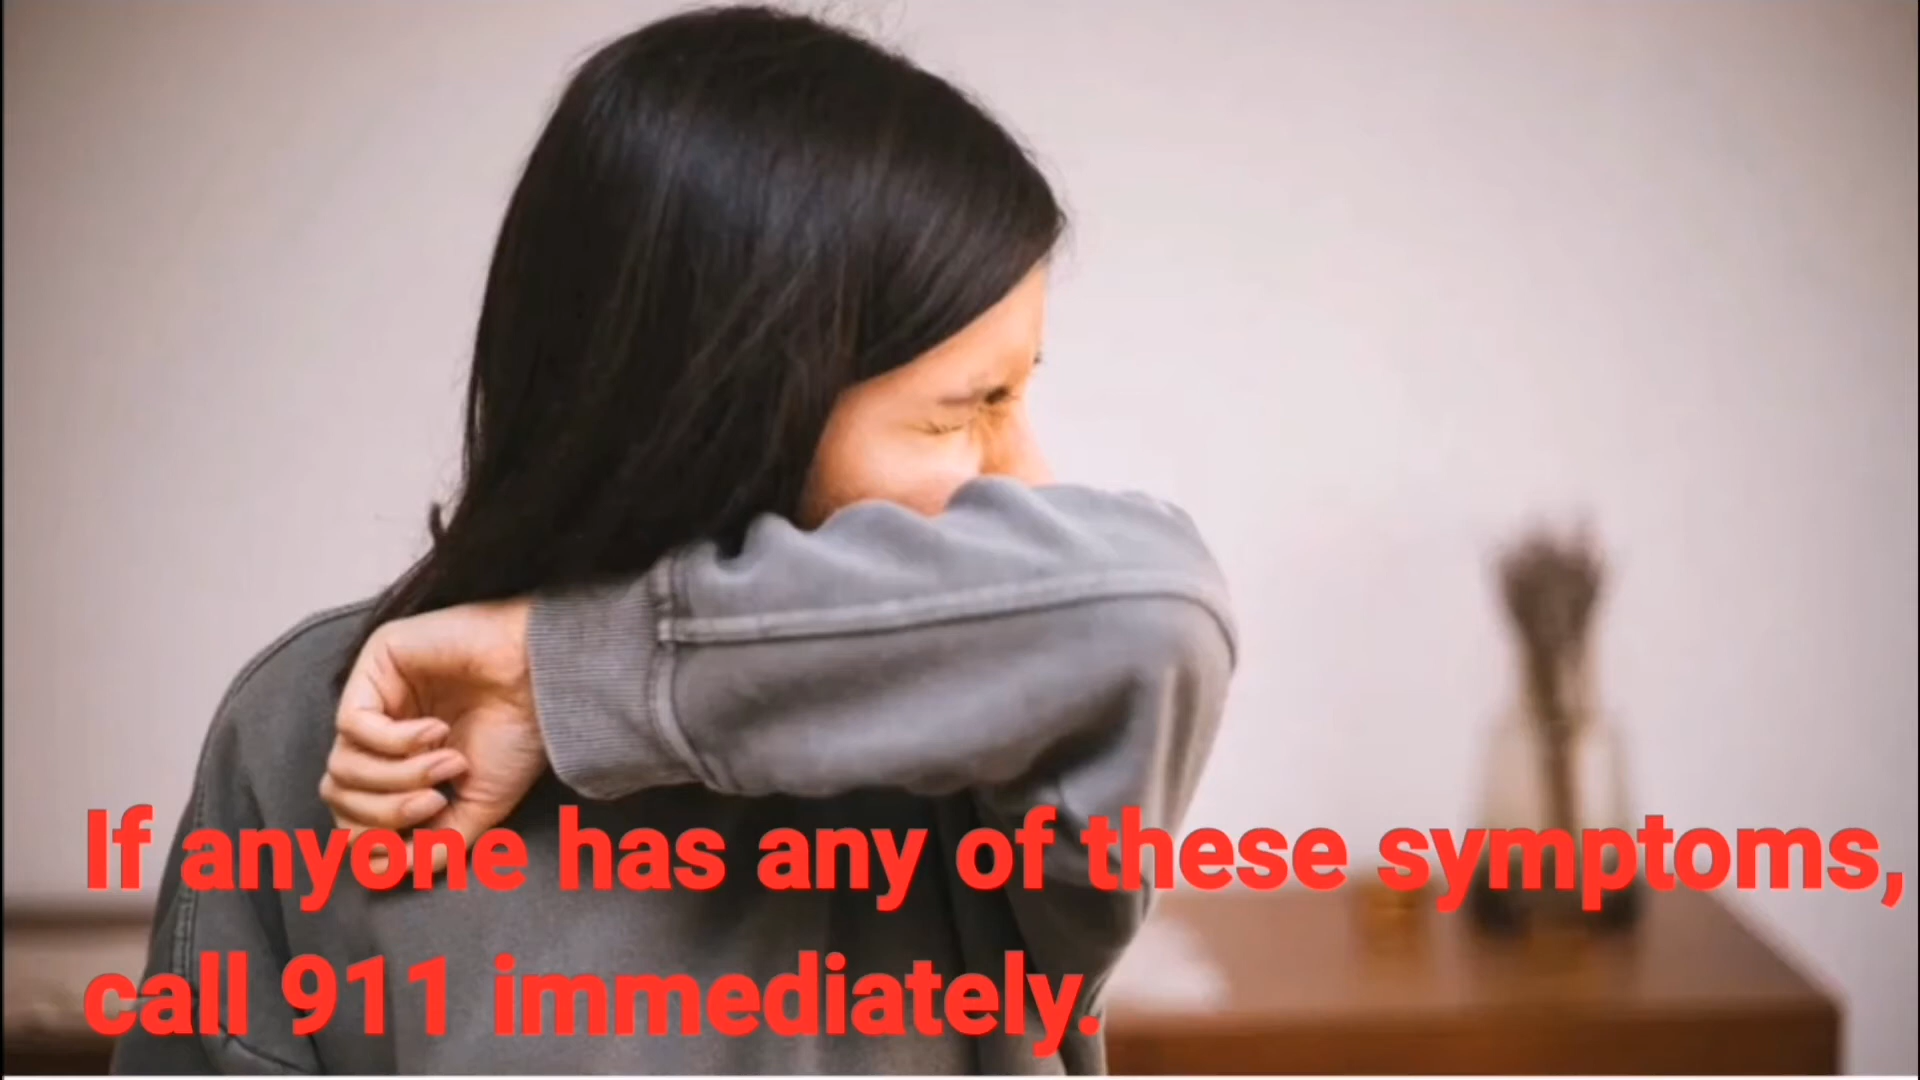 If anyone has any of these symptoms,
call 911 immediately.